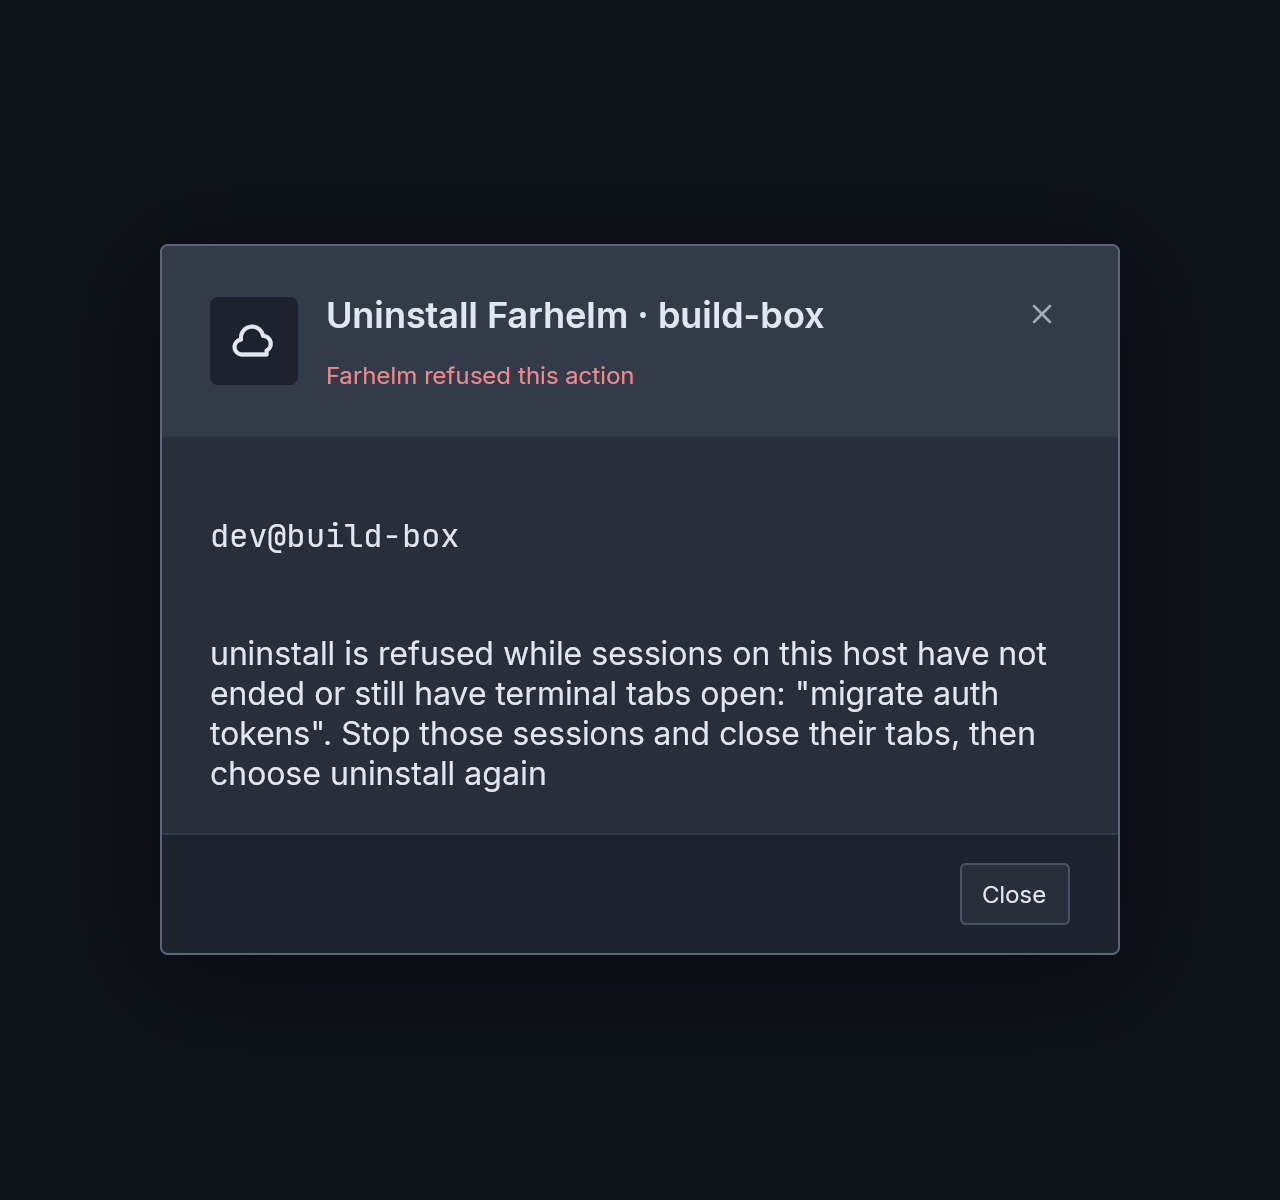 Uninstall Farhelm · build-box
Farhelm refused this action
dev@build-box
uninstall is refused while sessions on this host have not
ended or still have terminal tabs open: "migrate auth
tokens". Stop those sessions and close their tabs, then
choose uninstall again
Close